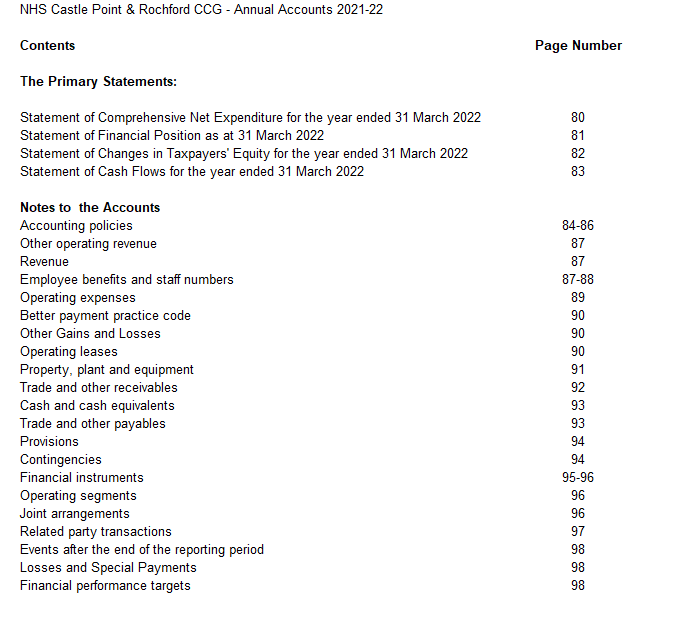 NHS Castle Point & Rochford CCG - Annual Accounts 2021-22
Contents Page Number
The Primary Statements:
Statement of Comprehensive Net Expenditure for the year ended 31 March 2022 80
Statement of Financial Position as at 31 March 2022 81
Statement of Changes in Taxpayers' Equity for the year ended 31 March 2022 82
Statement of Cash Flows for the year ended 31 March 2022 83
Notes to the Accounts
Accounting policies 84-86
Other operating revenue 87
Revenue 87
Employee benefits and staff numbers 87-88
Operating expenses 89
Better payment practice code 90
Other Gains and Losses 90
Operating leases 90
Property, plant and equipment 91
Trade and other receivables 92
Cash and cash equivalents 93
Trade and other payables 93
Provisions 94
Contingencies 94
Financial instruments 95-96
Operating segments 96
Joint arrangements 96
Related party transactions 97
Events after the end of the reporting period 98
Losses and Special Payments 98
Financial performance targets 98